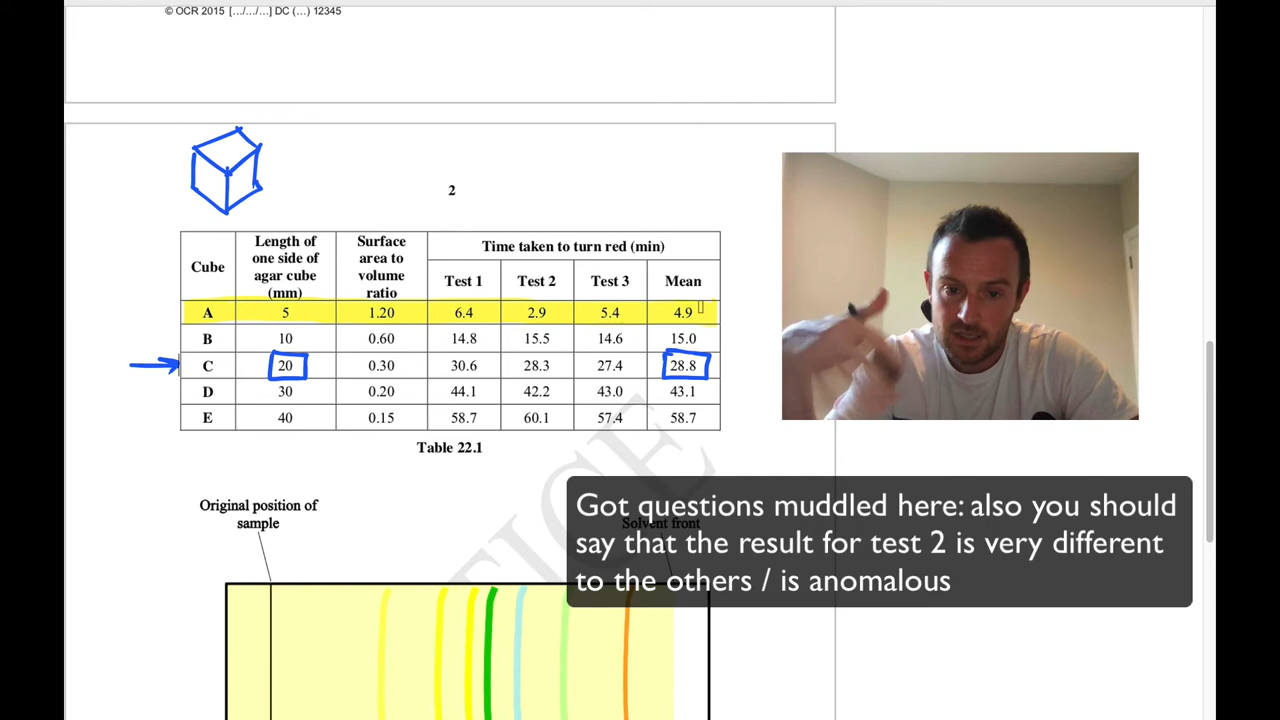 © OCR 2015 [.../.../...] DC (...) 12345
2
Cube Length of one side of agar cube (mm) Surface area to volume ratio Time taken to turn red (min)
Test 1 Test 2 Test 3 Mean
A 5 1.20 6.4 2.9 5.4 4.9
B 10 0.60 14.8 15.5 14.6 15.0
C 20 0.30 30.6 28.3 27.4 28.8
D 30 0.20 44.1 42.2 43.0 43.1
E 40 0.15 58.7 60.1 57.4 58.7
Table 22.1
Original position of
sample
Solvent front
Got questions muddled here: also you should
say that the result for test 2 is very different
to the others / is anomalous